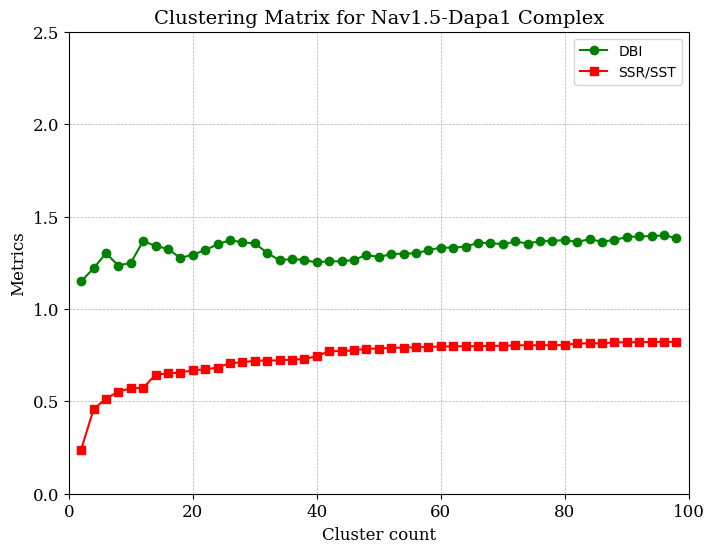 Clustering Matrix for Nav1.5-Dapa1 Complex
2.5
2.0
1.5
1.0
0.5
0.0
Metrics
DBI
SSR/SST
0 20 40 60 80 100
Cluster count